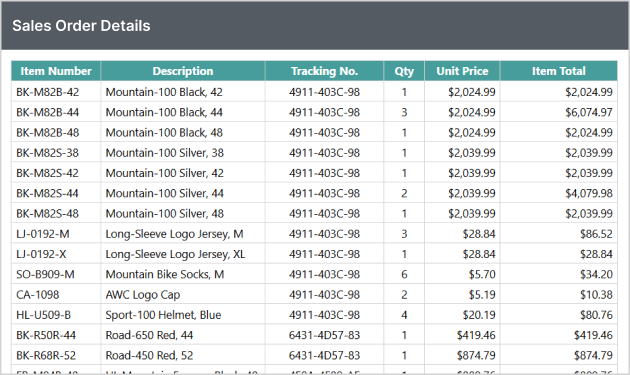 Sales Order Details
Item Number Description Tracking No. Qty Unit Price Item Total
BK-M82B-42 Mountain-100 Black, 42 4911-403C-98 1 $2,024.99 $2,024.99
BK-M82B-44 Mountain-100 Black, 44 4911-403C-98 3 $2,024.99 $6,074.97
BK-M82B-48 Mountain-100 Black, 48 4911-403C-98 1 $2,024.99 $2,024.99
BK-M82S-38 Mountain-100 Silver, 38 4911-403C-98 1 $2,039.99 $2,039.99
BK-M82S-42 Mountain-100 Silver, 42 4911-403C-98 1 $2,039.99 $2,039.99
BK-M82S-44 Mountain-100 Silver, 44 4911-403C-98 2 $2,039.99 $4,079.98
BK-M82S-48 Mountain-100 Silver, 48 4911-403C-98 1 $2,039.99 $2,039.99
LJ-0192-M Long-Sleeve Logo Jersey, M 4911-403C-98 3 $28.84 $86.52
LJ-0192-X Long-Sleeve Logo Jersey, XL 4911-403C-98 1 $28.84 $28.84
SO-B909-M Mountain Bike Socks, M 4911-403C-98 6 $5.70 $34.20
CA-1098 AWC Logo Cap 4911-403C-98 2 $5.19 $10.38
HL-U509-B Sport-100 Helmet, Blue 4911-403C-98 4 $20.19 $80.76
BK-R50R-44 Road-650 Red, 44 6431-4D57-83 1 $419.46 $419.46
BK-R68R-52 Road-450 Red, 52 6431-4D57-83 1 $874.79 $874.79